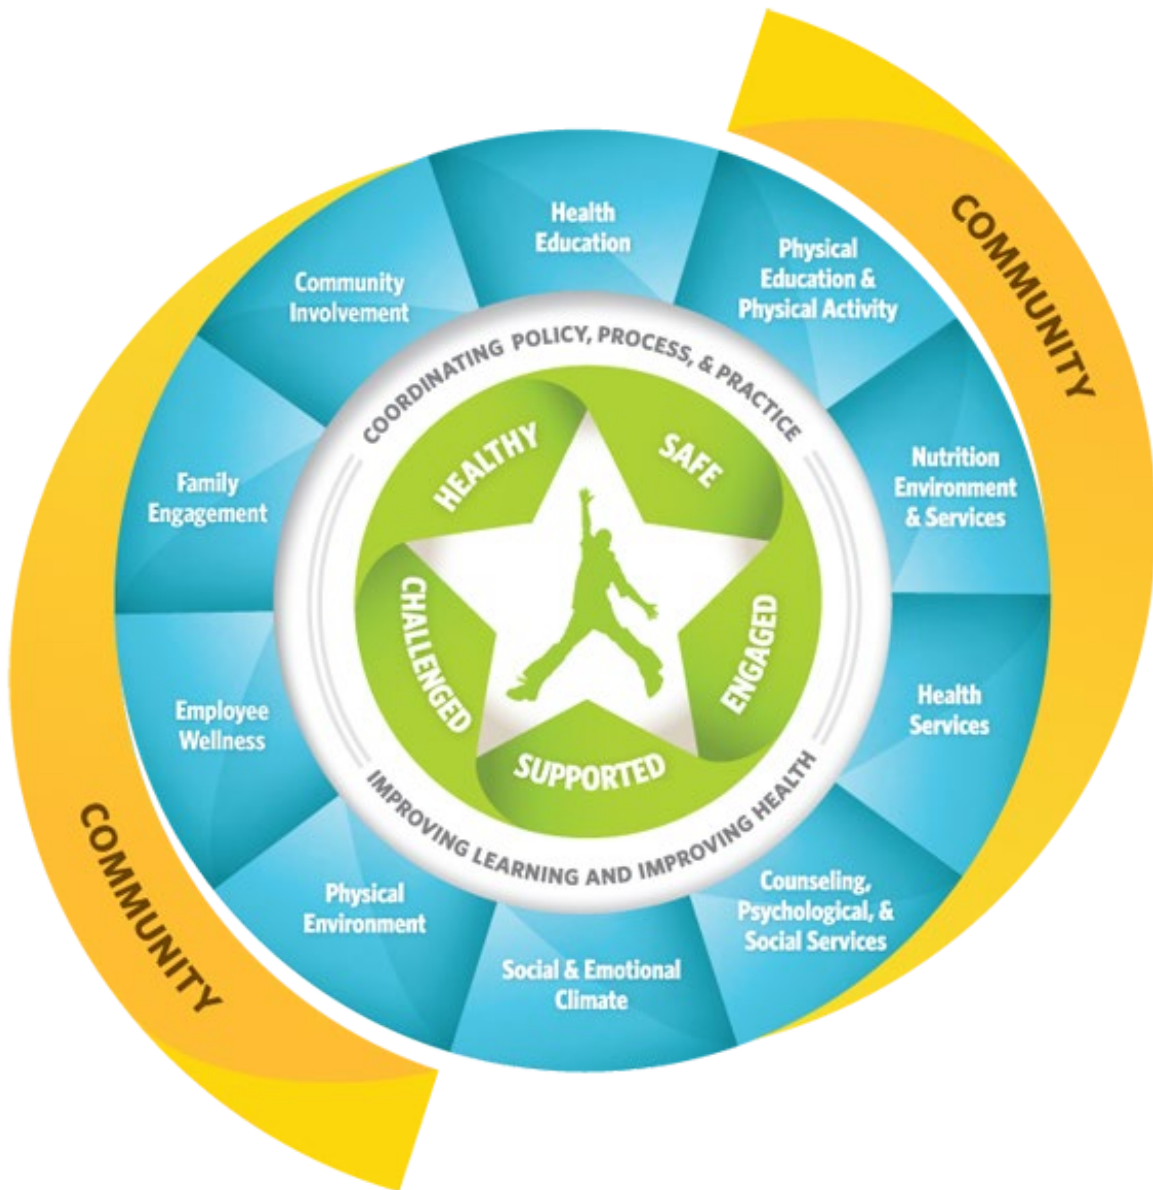 COMMUNITY
Health
Education
Physical
Education &
Physical Activity
Nutrition
Environment
& Services
Health
Services
Counseling,
Psychological, &
Social Services
Social & Emotional
Climate
Physical
Environment
Employee
Wellness
Family
Engagement
Community
Involvement
COORDINATING POLICY, PROCESS, & PRACTICE
IMPROVING LEARNING AND IMPROVING HEALTH
HEALTHY
SAFE
ENGAGED
SUPPORTED
CHALLENGED
COMMUNITY